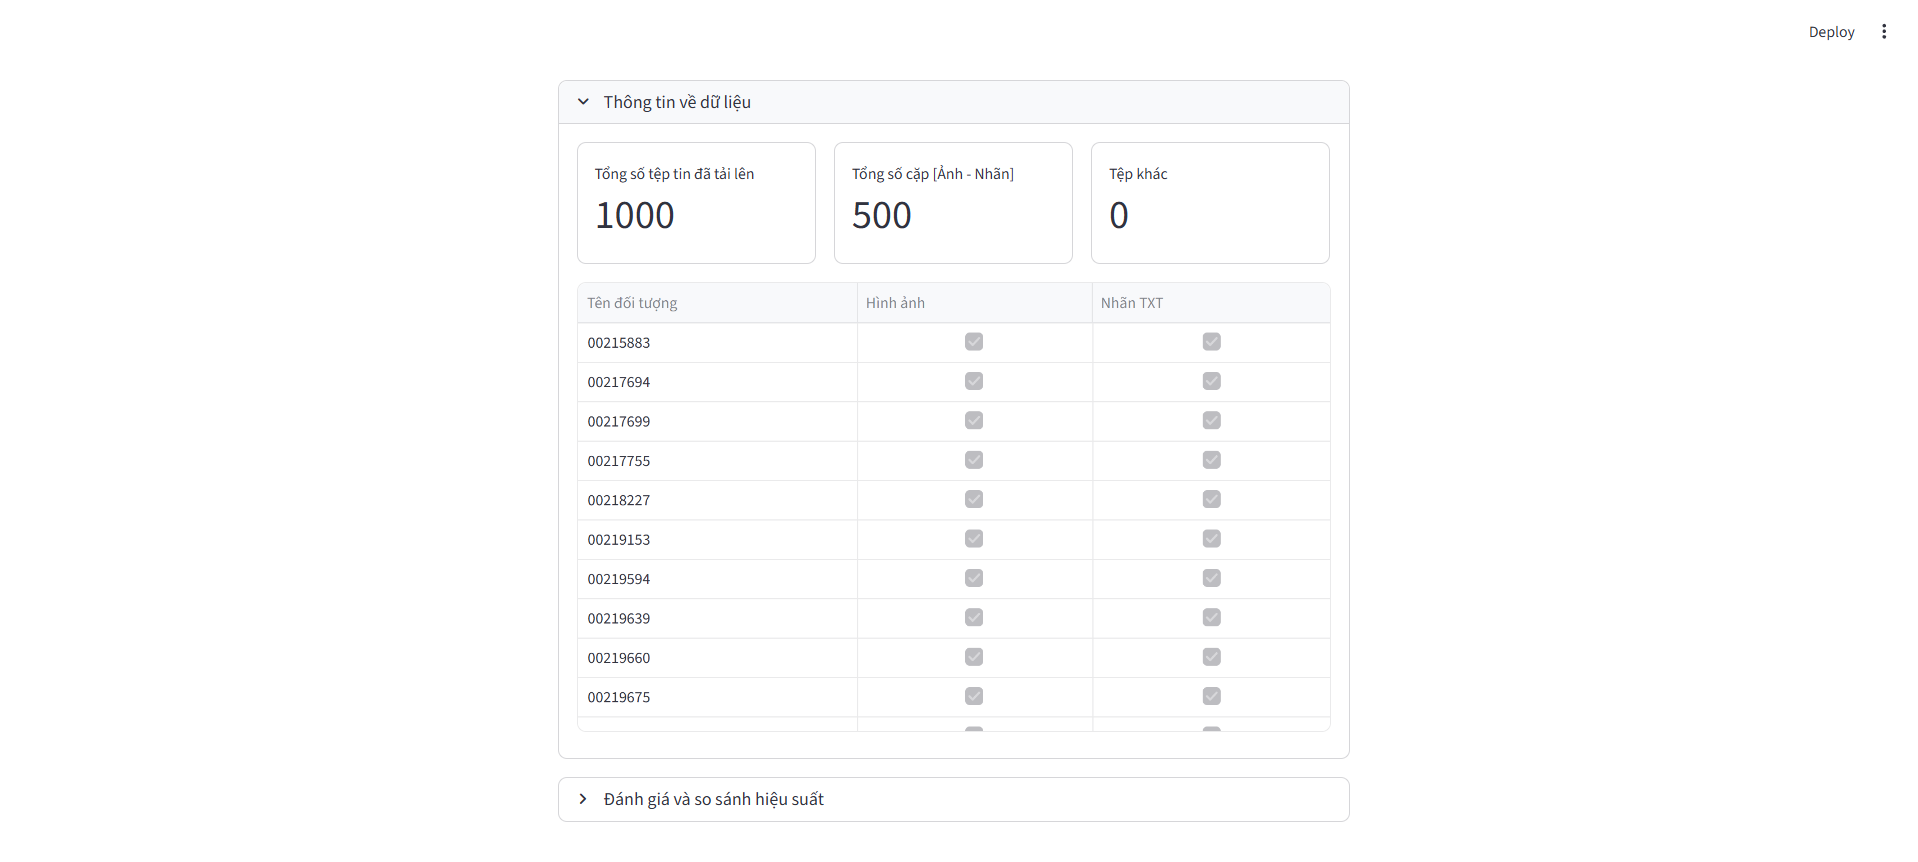 Deploy
Thông tin về dữ liệu
Tổng số tệp tin đã tải lên
1000
Tổng số cặp [Ảnh - Nhãn]
500
Tệp khác
0
Tên đối tượng Hình ảnh Nhãn TXT
00215883
00217694
00217699
00217755
00218227
00219153
00219594
00219639
00219660
00219675
Đánh giá và so sánh hiệu suất